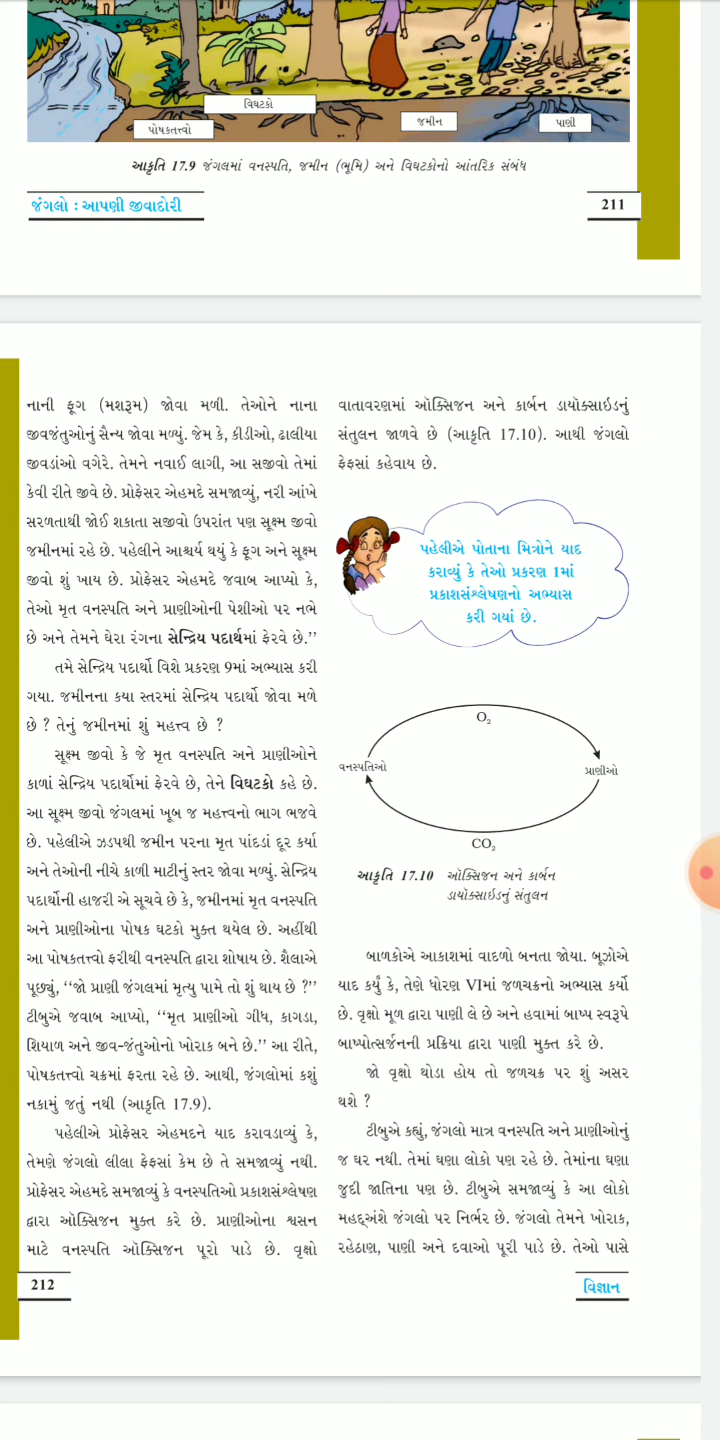 વિઘટકો
પોષકતત્ત્વો
જમીન
પાણી
આકૃતિ 17.9 જંગલમાં વનસ્પતિ, જમીન (ભૂમિ) અને વિઘટકોનો આંતરિક સંબંધ
જંગલો : આપણી જીવાદોરી
211
નાની ફૂગ (મશરૂમ) જોવા મળી. તેઓને નાના
જીવજંતુઓનું સૈન્ય જોવા મળ્યું. જેમ કે, કીડીઓ, ઢાલીયા
જીવડાંઓ વગેરે. તેમને નવાઈ લાગી, આ સજીવો તેમાં
કેવી રીતે જીવે છે. પ્રોફેસર એહમદે સમજાવ્યું, નરી આંખે
સરળતાથી જોઈ શકાતા સજીવો ઉપરાંત પણ સૂક્ષ્મ જીવો
જમીનમાં રહે છે. પહેલીને આશ્ચર્ય થયું કે ફૂગ અને સૂક્ષ્મ
જીવો શું ખાય છે. પ્રોફેસર એહમદે જવાબ આપ્યો કે,
તેઓ મૃત વનસ્પતિ અને પ્રાણીઓની પેશીઓ પર નભે
છે અને તેમને ઘેરા રંગના સેન્દ્રિય પદાર્થમાં ફેરવે છે.''
તમે સેન્દ્રિય પદાર્થો વિશે પ્રકરણ 9માં અભ્યાસ કરી
ગયા. જમીનના કયા સ્તરમાં સેન્દ્રિય પદાર્થો જોવા મળે
છે ? તેનું જમીનમાં શું મહત્ત્વ છે ?
સૂક્ષ્મ જીવો કે જે મૃત વનસ્પતિ અને પ્રાણીઓને
કાળાં સેન્દ્રિય પદાર્થોમાં ફેરવે છે, તેને વિઘટકો કહે છે.
આ સૂક્ષ્મ જીવો જંગલમાં ખૂબ જ મહત્ત્વનો ભાગ ભજવે
છે. પહેલીએ ઝડપથી જમીન પરના મૃત પાંદડાં દૂર કર્યા
અને તેઓની નીચે કાળી માટીનું સ્તર જોવા મળ્યું. સેન્દ્રિય
પદાર્થોની હાજરી એ સૂચવે છે કે, જમીનમાં મૃત વનસ્પતિ
અને પ્રાણીઓના પોષક ઘટકો મુક્ત થયેલ છે. અહીંથી
આ પોષકતત્ત્વો ફરીથી વનસ્પતિ દ્વારા શોષાય છે. શૈલાએ
પૂછ્યું, ''જો પ્રાણી જંગલમાં મૃત્યુ પામે તો શું થાય છે ?''
ટીબુએ જવાબ આપ્યો, ''મૃત પ્રાણીઓ ગીધ, કાગડા,
શિયાળ અને જીવ-જંતુઓનો ખોરાક બને છે.'' આ રીતે,
પોષકતત્ત્વો ચક્રમાં ફરતા રહે છે. આથી, જંગલોમાં કશું
નકામું જતું નથી (આકૃતિ 17.9).
પહેલીએ પ્રોફેસર એહમદને યાદ કરાવડાવ્યું કે,
તેમણે જંગલો લીલા ફેફસાં કેમ છે તે સમજાવ્યું નથી.
પ્રોફેસર એહમદે સમજાવ્યું કે વનસ્પતિઓ પ્રકાશસંશ્લેષણ
દ્વારા ઑક્સિજન મુક્ત કરે છે. પ્રાણીઓના શ્વસન
માટે વનસ્પતિ ઑક્સિજન પૂરો પાડે છે. વૃક્ષો
વાતાવરણમાં ઑક્સિજન અને કાર્બન ડાયૉક્સાઇડનું
સંતુલન જાળવે છે (આકૃતિ 17.10). આથી જંગલો
ફેફસાં કહેવાય છે.
પહેલીએ પોતાના મિત્રોને યાદ
કરાવ્યું કે તેઓ પ્રકરણ 1માં
પ્રકાશસંશ્લેષણનો અભ્યાસ
કરી ગયાં છે.
O₂
વનસ્પતિઓ
પ્રાણીઓ
CO₂
આકૃતિ 17.10 ઑક્સિજન અને કાર્બન
ડાયૉક્સાઇડનું સંતુલન
બાળકોએ આકાશમાં વાદળો બનતા જોયા. બૂઝોએ
યાદ કર્યું કે, તેણે ધોરણ VIમાં જળચક્રનો અભ્યાસ કર્યો
છે. વૃક્ષો મૂળ દ્વારા પાણી લે છે અને હવામાં બાષ્પ સ્વરૂપે
બાષ્પોત્સર્જનની પ્રક્રિયા દ્વારા પાણી મુક્ત કરે છે.
જો વૃક્ષો થોડા હોય તો જળચક્ર પર શું અસર
થશે ?
ટીબુએ કહ્યું, જંગલો માત્ર વનસ્પતિ અને પ્રાણીઓનું
જ ઘર નથી. તેમાં ઘણા લોકો પણ રહે છે. તેમાંના ઘણા
જુદી જાતિના પણ છે. ટીબુએ સમજાવ્યું કે આ લોકો
મહદ્અંશે જંગલો પર નિર્ભર છે. જંગલો તેમને ખોરાક,
રહેઠાણ, પાણી અને દવાઓ પૂરી પાડે છે. તેઓ પાસે
212
વિજ્ઞાન